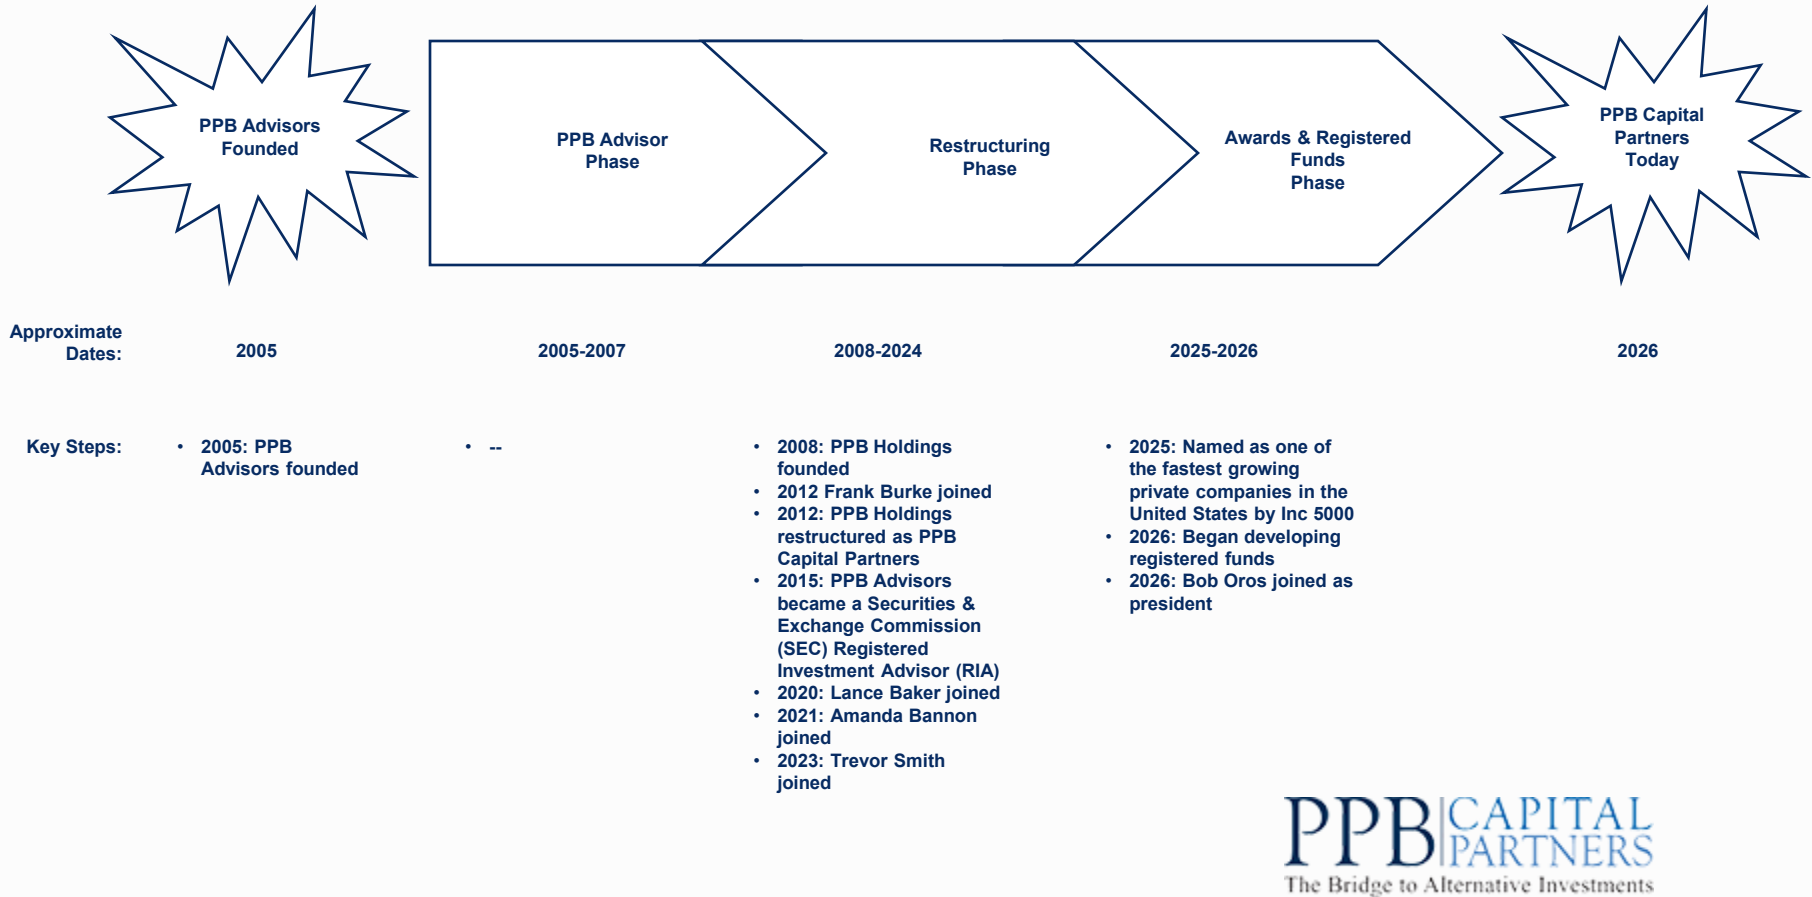 PPB Advisors
Founded
PPB Advisor
Phase
Restructuring
Phase
Awards & Registered
Funds
Phase
PPB Capital
Partners
Today
Approximate
Dates:
2005
2005-2007
2008-2024
2025-2026
2026
Key Steps:
• 2005: PPB
Advisors founded
• --
• 2008: PPB Holdings
founded
• 2012 Frank Burke joined
• 2012: PPB Holdings
restructured as PPB
Capital Partners
• 2015: PPB Advisors
became a Securities &
Exchange Commission
(SEC) Registered
Investment Advisor (RIA)
• 2020: Lance Baker joined
• 2021: Amanda Bannon
joined
• 2023: Trevor Smith
joined
• 2025: Named as one of
the fastest growing
private companies in the
United States by Inc 5000
• 2026: Began developing
registered funds
• 2026: Bob Oros joined as
president
PPB CAPITAL
PARTNERS
The Bridge to Alternative Investments